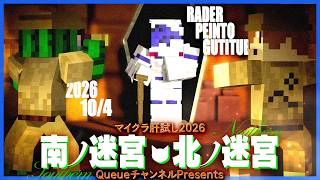 RADER
PEINTO
GUTITUE
2026
10/4
マイクラ肝試し2026
南ノ迷宮 北ノ迷宮
Southern
QueueチャンネルPresents